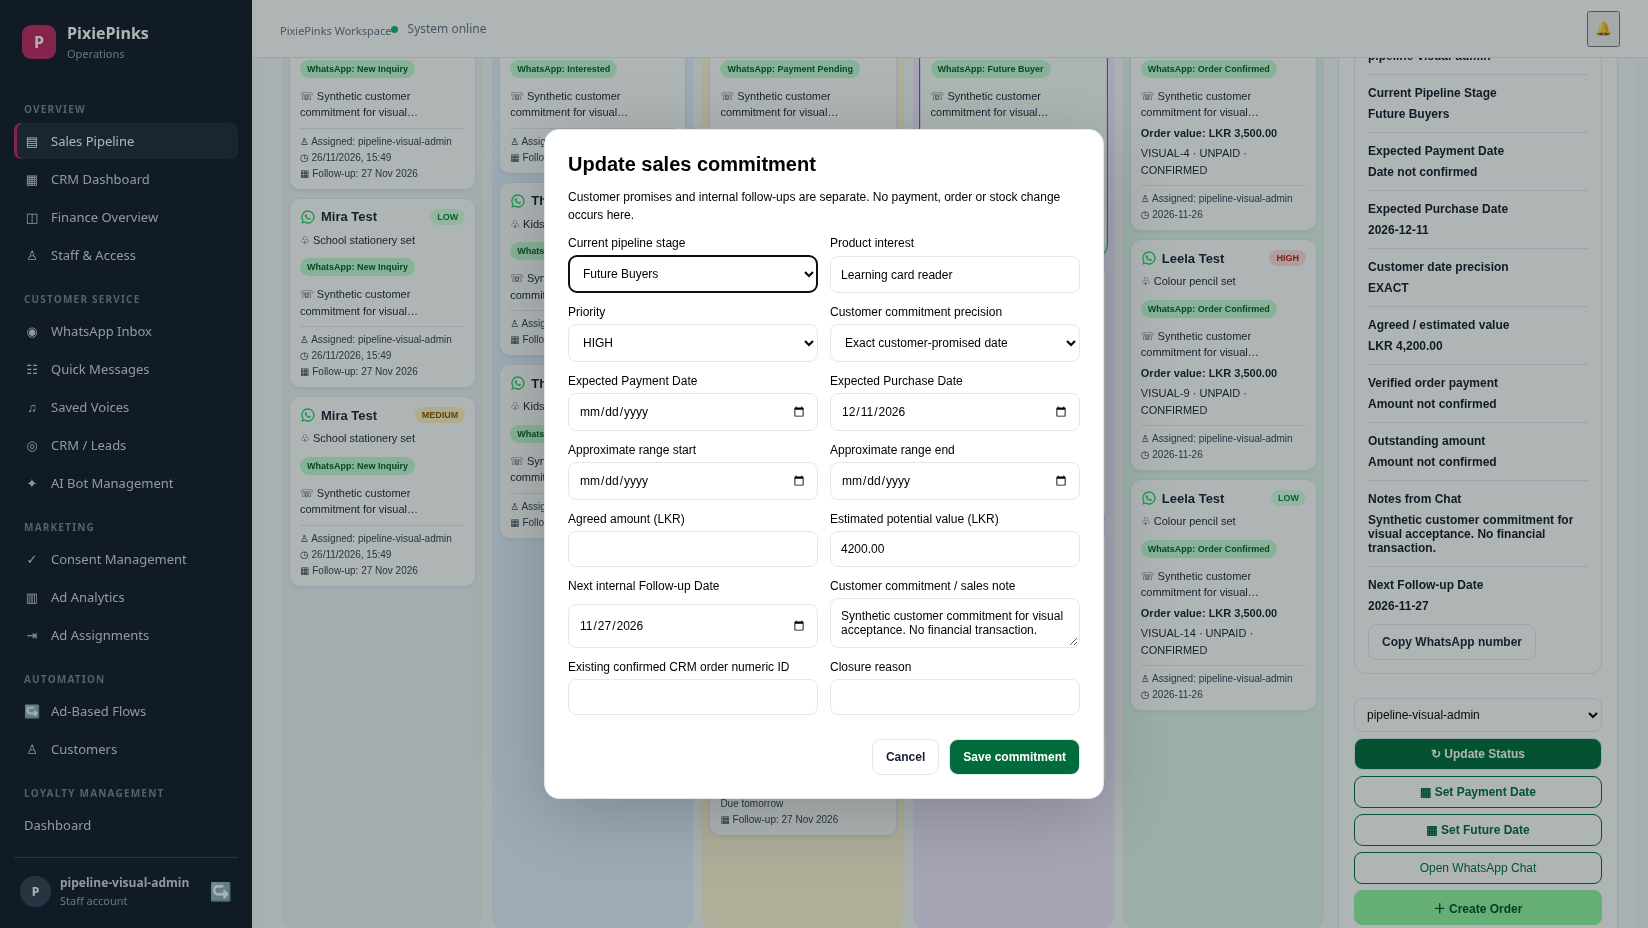 P
PixiePinks
Operations
OVERVIEW
Sales Pipeline
CRM Dashboard
Finance Overview
Staff & Access
CUSTOMER SERVICE
WhatsApp Inbox
Quick Messages
Saved Voices
CRM / Leads
AI Bot Management
MARKETING
Consent Management
Ad Analytics
Ad Assignments
AUTOMATION
Ad-Based Flows
Customers
LOYALTY MANAGEMENT
Dashboard
P
pipeline-visual-admin
Staff account
PixiePinks Workspace
System online
WhatsApp: New Inquiry
Synthetic customer
commitment for visual…
Assigned: pipeline-visual-admin
26/11/2026, 15:49
Follow-up: 27 Nov 2026
Mira Test
LOW
School stationery set
WhatsApp: New Inquiry
Synthetic customer
commitment for visual…
Assigned: pipeline-visual-admin
26/11/2026, 15:49
Follow-up: 27 Nov 2026
Mira Test
MEDIUM
School stationery set
WhatsApp: New Inquiry
Synthetic customer
commitment for visual…
Assigned: pipeline-visual-admin
26/11/2026, 15:49
Follow-up: 27 Nov 2026
WhatsApp: Interested
Synthetic customer
commitment for visual…
WhatsApp: Payment Pending
Synthetic customer
commitment for visual…
Due tomorrow
Follow-up: 27 Nov 2026
WhatsApp: Future Buyer
Synthetic customer
commitment for visual…
WhatsApp: Order Confirmed
Synthetic customer
commitment for visual…
Order value: LKR 3,500.00
VISUAL-4 · UNPAID ·
CONFIRMED
Assigned: pipeline-visual-admin
2026-11-26
Leela Test
HIGH
Colour pencil set
WhatsApp: Order Confirmed
Synthetic customer
commitment for visual…
Order value: LKR 3,500.00
VISUAL-9 · UNPAID ·
CONFIRMED
Assigned: pipeline-visual-admin
2026-11-26
Leela Test
LOW
Colour pencil set
WhatsApp: Order Confirmed
Synthetic customer
commitment for visual…
Order value: LKR 3,500.00
VISUAL-14 · UNPAID ·
CONFIRMED
Assigned: pipeline-visual-admin
2026-11-26
Update sales commitment
Customer promises and internal follow-ups are separate. No payment, order or stock change
occurs here.
Current pipeline stage
Future Buyers
Product interest
Learning card reader
Priority
HIGH
Customer commitment precision
Exact customer-promised date
Expected Payment Date
mm/dd/yyyy
Expected Purchase Date
12/11/2026
Approximate range start
mm/dd/yyyy
Approximate range end
mm/dd/yyyy
Agreed amount (LKR)
Estimated potential value (LKR)
4200.00
Next internal Follow-up Date
11/27/2026
Customer commitment / sales note
Synthetic customer commitment for visual
acceptance. No financial transaction.
Existing confirmed CRM order numeric ID
Closure reason
Cancel
Save commitment
pipeline-visual-admin
Current Pipeline Stage
Future Buyers
Expected Payment Date
Date not confirmed
Expected Purchase Date
2026-12-11
Customer date precision
EXACT
Agreed / estimated value
LKR 4,200.00
Verified order payment
Amount not confirmed
Outstanding amount
Amount not confirmed
Notes from Chat
Synthetic customer commitment for
visual acceptance. No financial
transaction.
Next Follow-up Date
2026-11-27
Copy WhatsApp number
pipeline-visual-admin
↻ Update Status
Set Payment Date
Set Future Date
Open WhatsApp Chat
+ Create Order